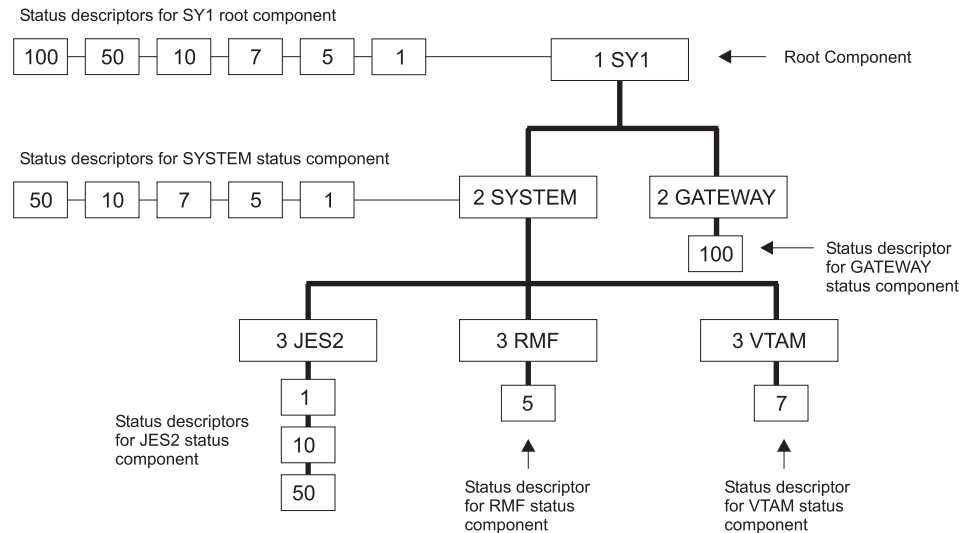 Status descriptors for SY1 root component
100 50 10 7 5 1 1 SY1 Root Component
Status descriptors for SYSTEM status component
50 10 7 5 1 2 SYSTEM 2 GATEWAY
100
Status descriptor
for GATEWAY
status component
3 JES2 3 RMF 3 VTAM
1
5
7
Status descriptors
for JES2 status
component
10
50
Status descriptor
for RMF status
component
Status descriptor
for VTAM status
component